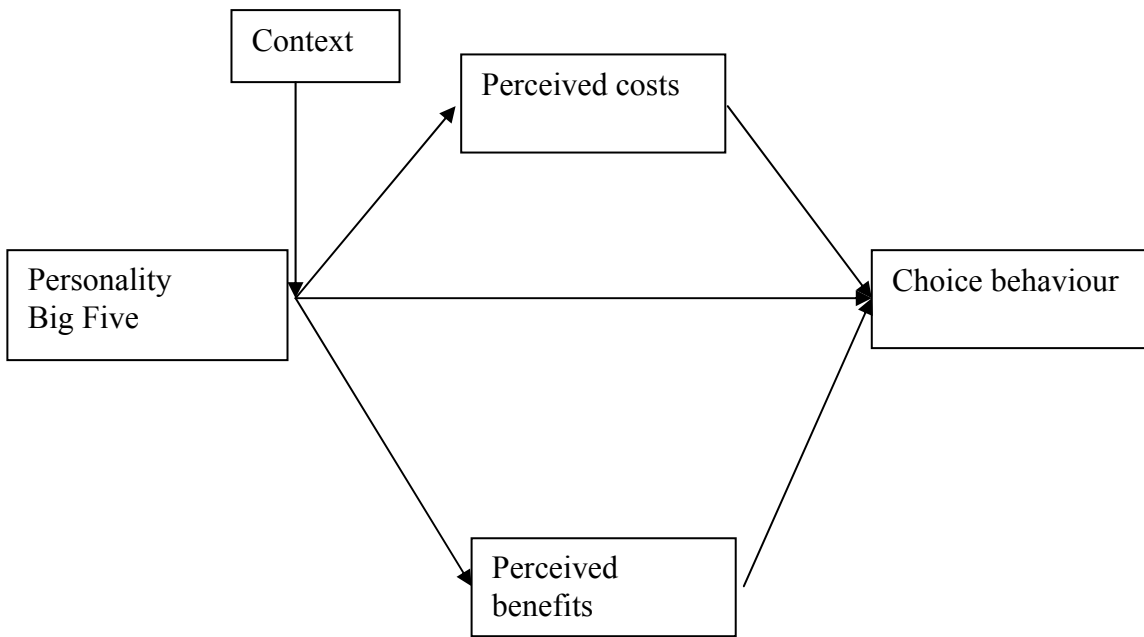 Context
Perceived costs
Personality
Big Five
Choice behaviour
Perceived
benefits